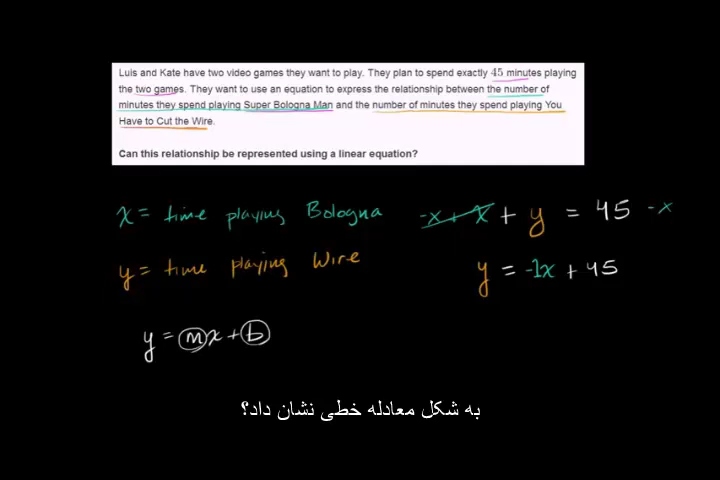 Luis and Kate have two video games they want to play. They plan to spend exactly 45 minutes playing
the two games. They want to use an equation to express the relationship between the number of
minutes they spend playing Super Bologna Man and the number of minutes they spend playing You
Have to Cut the Wire.
Can this relationship be represented using a linear equation?
x = time playing Bologna
-x + x + y = 45 -x
y = time playing Wire
y = -1x + 45
y = mx + b
به شکل معادله خطی نشان داد؟